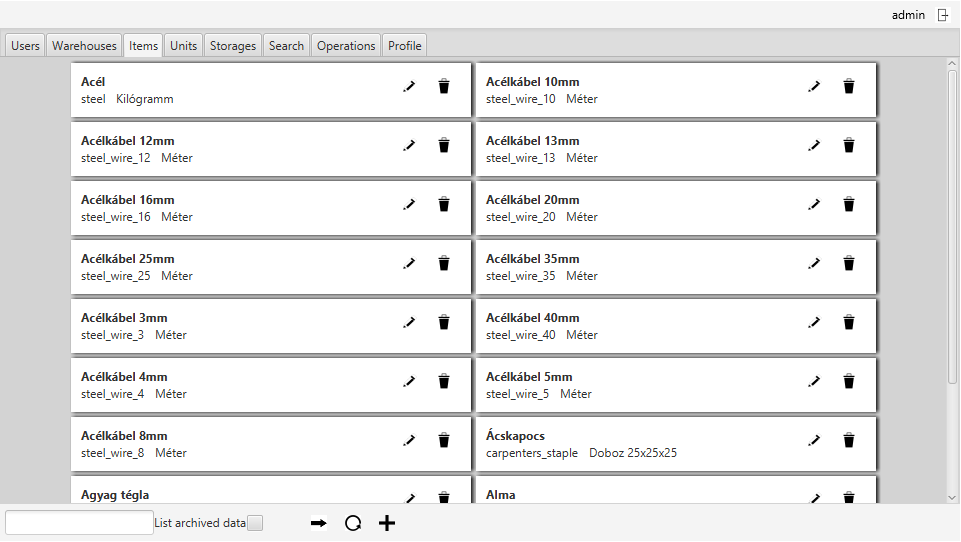 admin
Users Warehouses Items Units Storages Search Operations Profile
Acél
steel Kilógramm
Acélkábel 10mm
steel_wire_10 Méter
Acélkábel 12mm
steel_wire_12 Méter
Acélkábel 13mm
steel_wire_13 Méter
Acélkábel 16mm
steel_wire_16 Méter
Acélkábel 20mm
steel_wire_20 Méter
Acélkábel 25mm
steel_wire_25 Méter
Acélkábel 35mm
steel_wire_35 Méter
Acélkábel 3mm
steel_wire_3 Méter
Acélkábel 40mm
steel_wire_40 Méter
Acélkábel 4mm
steel_wire_4 Méter
Acélkábel 5mm
steel_wire_5 Méter
Acélkábel 8mm
steel_wire_8 Méter
Ácskapocs
carpenters_staple Doboz 25x25x25
Agyag tégla
Alma
List archived data